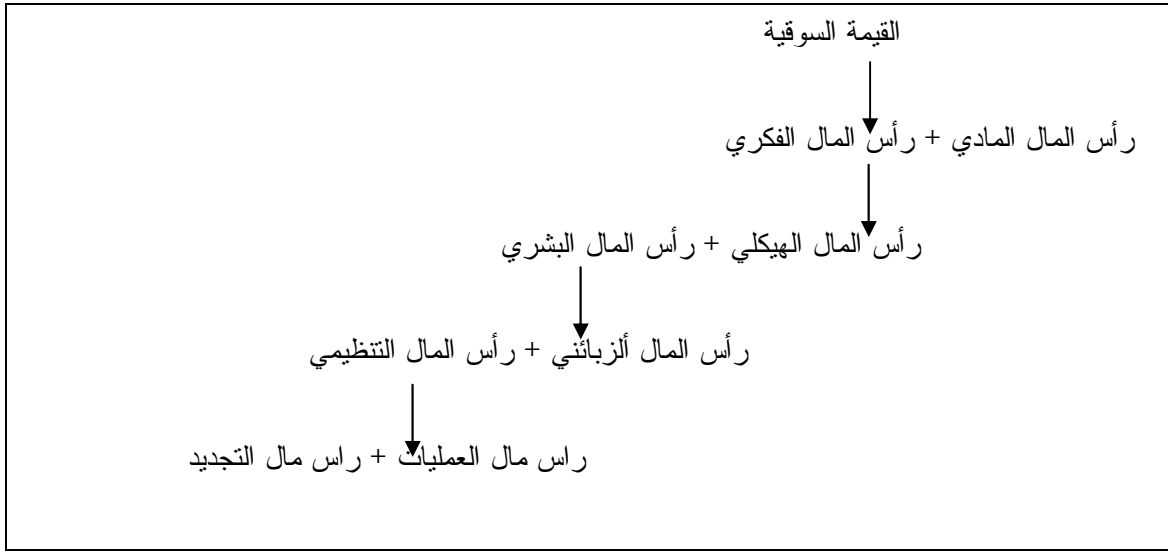 القيمة السوقية
رأس المال المادي + رأس المال الفكري
رأس المال الهيكلي + رأس المال البشري
رأس المال ألزبائني + رأس المال التنظيمي
راس مال العمليات + راس مال التجديد